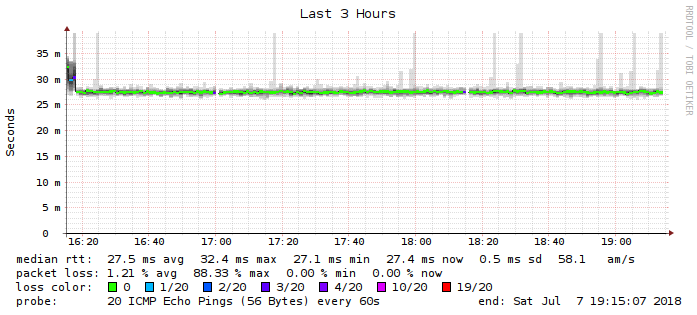 Last 3 Hours
RRDTOOL / TOBI OETIKER
Seconds
35 m
30 m
25 m
20 m
15 m
10 m
5 m
0
16:20 16:40 17:00 17:20 17:40 18:00 18:20 18:40 19:00
median rtt: 27.5 ms avg 32.4 ms max 27.1 ms min 27.4 ms now 0.5 ms sd 58.1 am/s
packet loss: 1.21 % avg 88.33 % max 0.00 % min 0.00 % now
loss color: 0 1/20 2/20 3/20 4/20 10/20 19/20
probe: 20 ICMP Echo Pings (56 Bytes) every 60s end: Sat Jul 7 19:15:07 2018